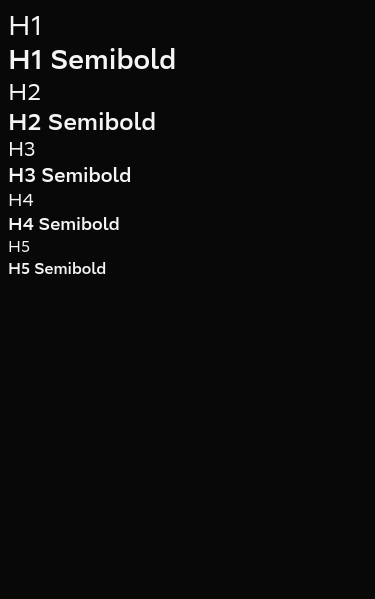 H1
H1 Semibold
H2
H2 Semibold
H3
H3 Semibold
H4
H4 Semibold
H5
H5 Semibold